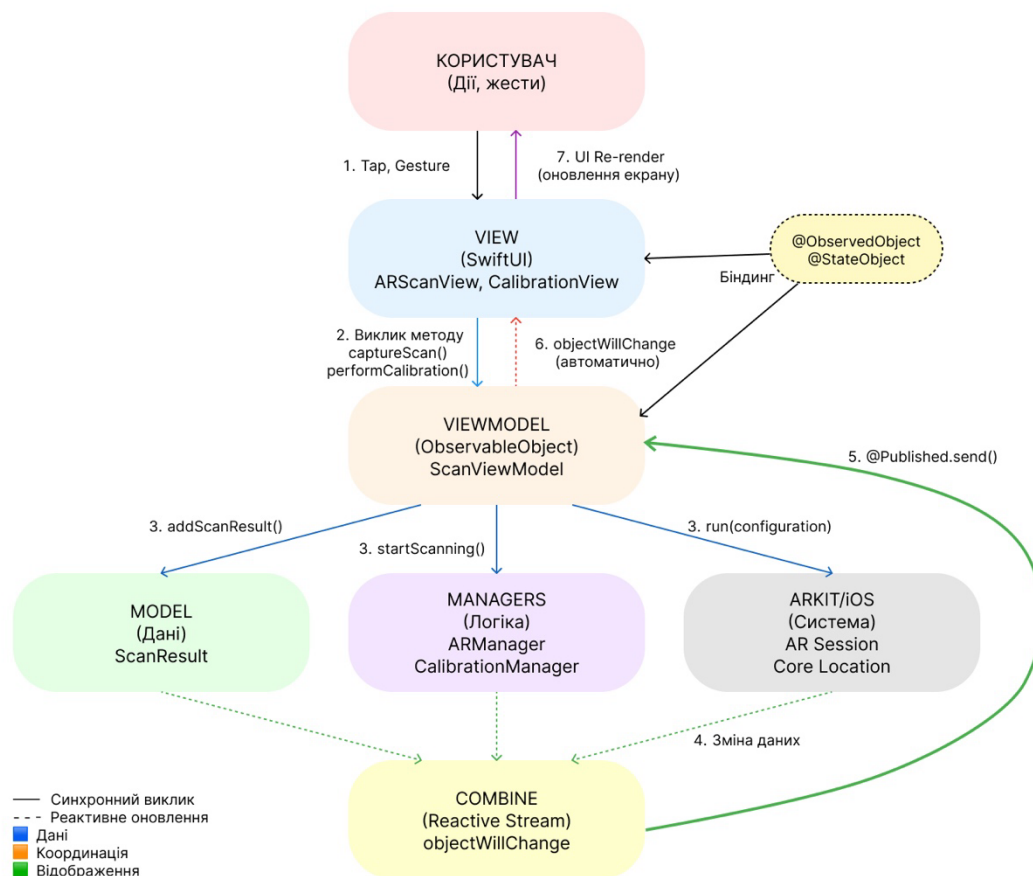 КОРИСТУВАЧ
(Дії, жести)
1. Tap, Gesture
7. UI Re-render
(оновлення екрану)
VIEW
(SwiftUI)
ARScanView, CalibrationView
@ObservedObject
@StateObject
Біндинг
2. Виклик методу
captureScan()
performCalibration()
6. objectWillChange
(автоматично)
VIEWMODEL
(ObservableObject)
ScanViewModel
5. @Published.send()
3. addScanResult()
3. startScanning()
3. run(configuration)
MODEL
(Дані)
ScanResult
MANAGERS
(Логіка)
ARManager
CalibrationManager
ARKIT/iOS
(Система)
AR Session
Core Location
4. Зміна даних
COMBINE
(Reactive Stream)
objectWillChange
Синхронний виклик
Реактивне оновлення
Дані
Координація
Відображення